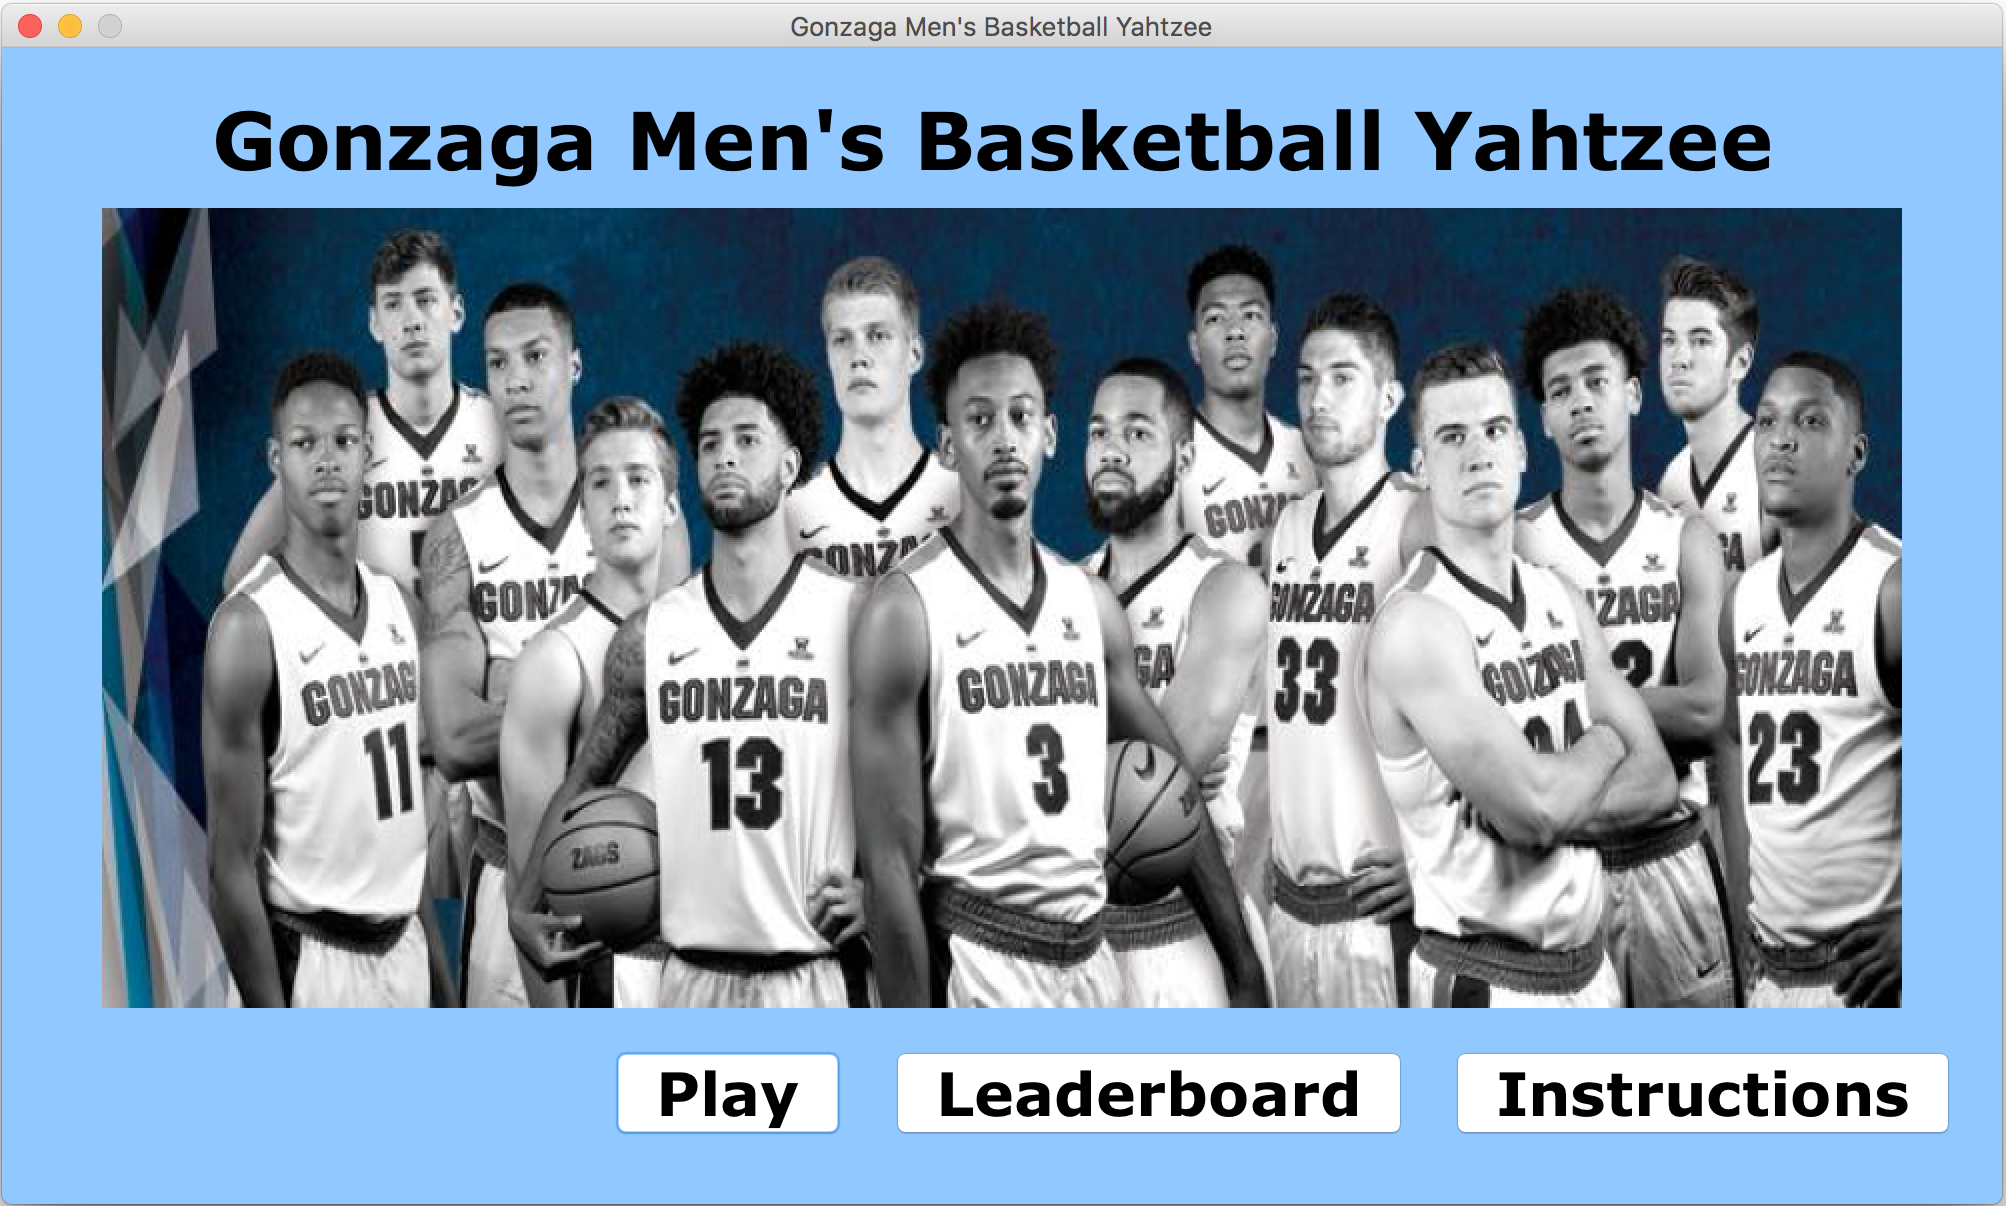 Gonzaga Men's Basketball Yahtzee
Gonzaga Men's Basketball Yahtzee
GONZAGA
13
GONZAGA
3
GONZAGA
33
GONZAGA
23
11
ZAGS
Play Leaderboard Instructions